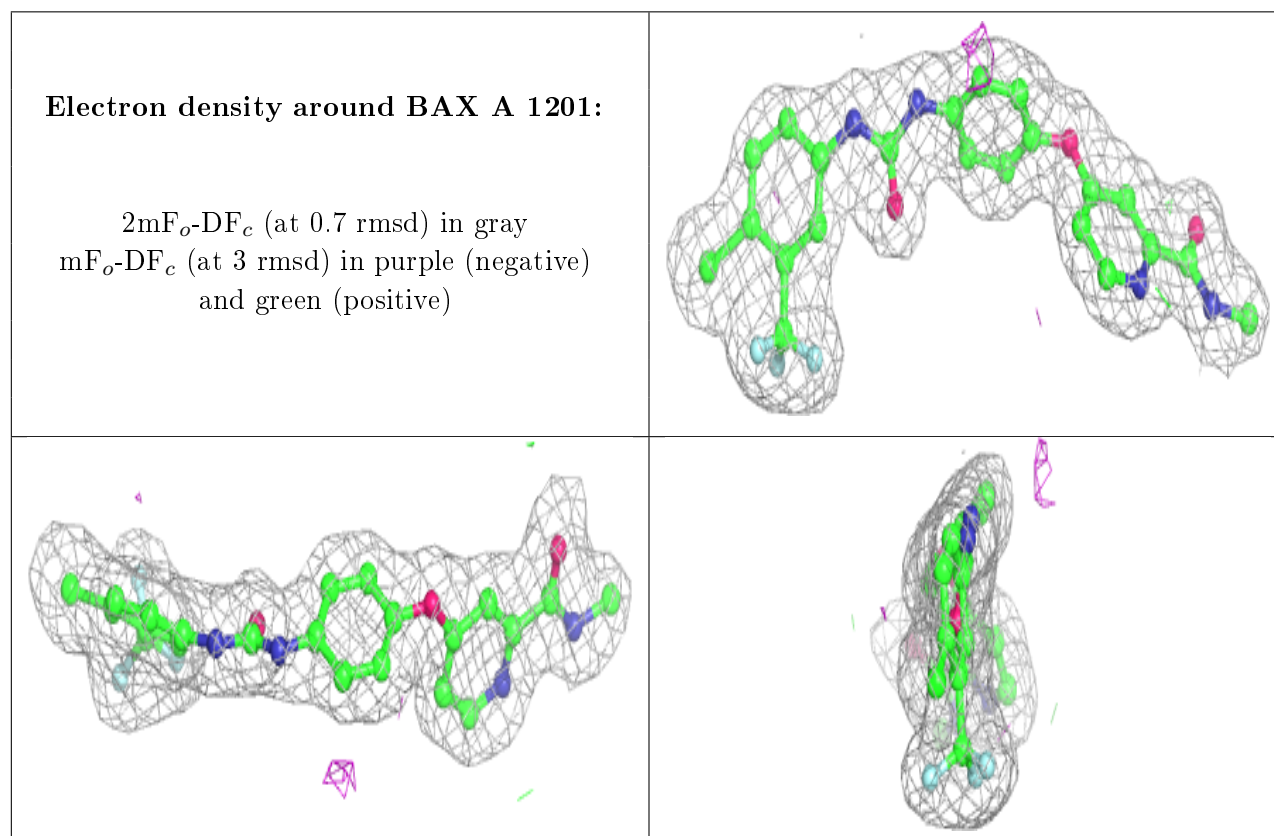 Electron density around BAX A 1201:
2mFo-DFc (at 0.7 rmsd) in gray
mFo-DFc (at 3 rmsd) in purple (negative)
and green (positive)